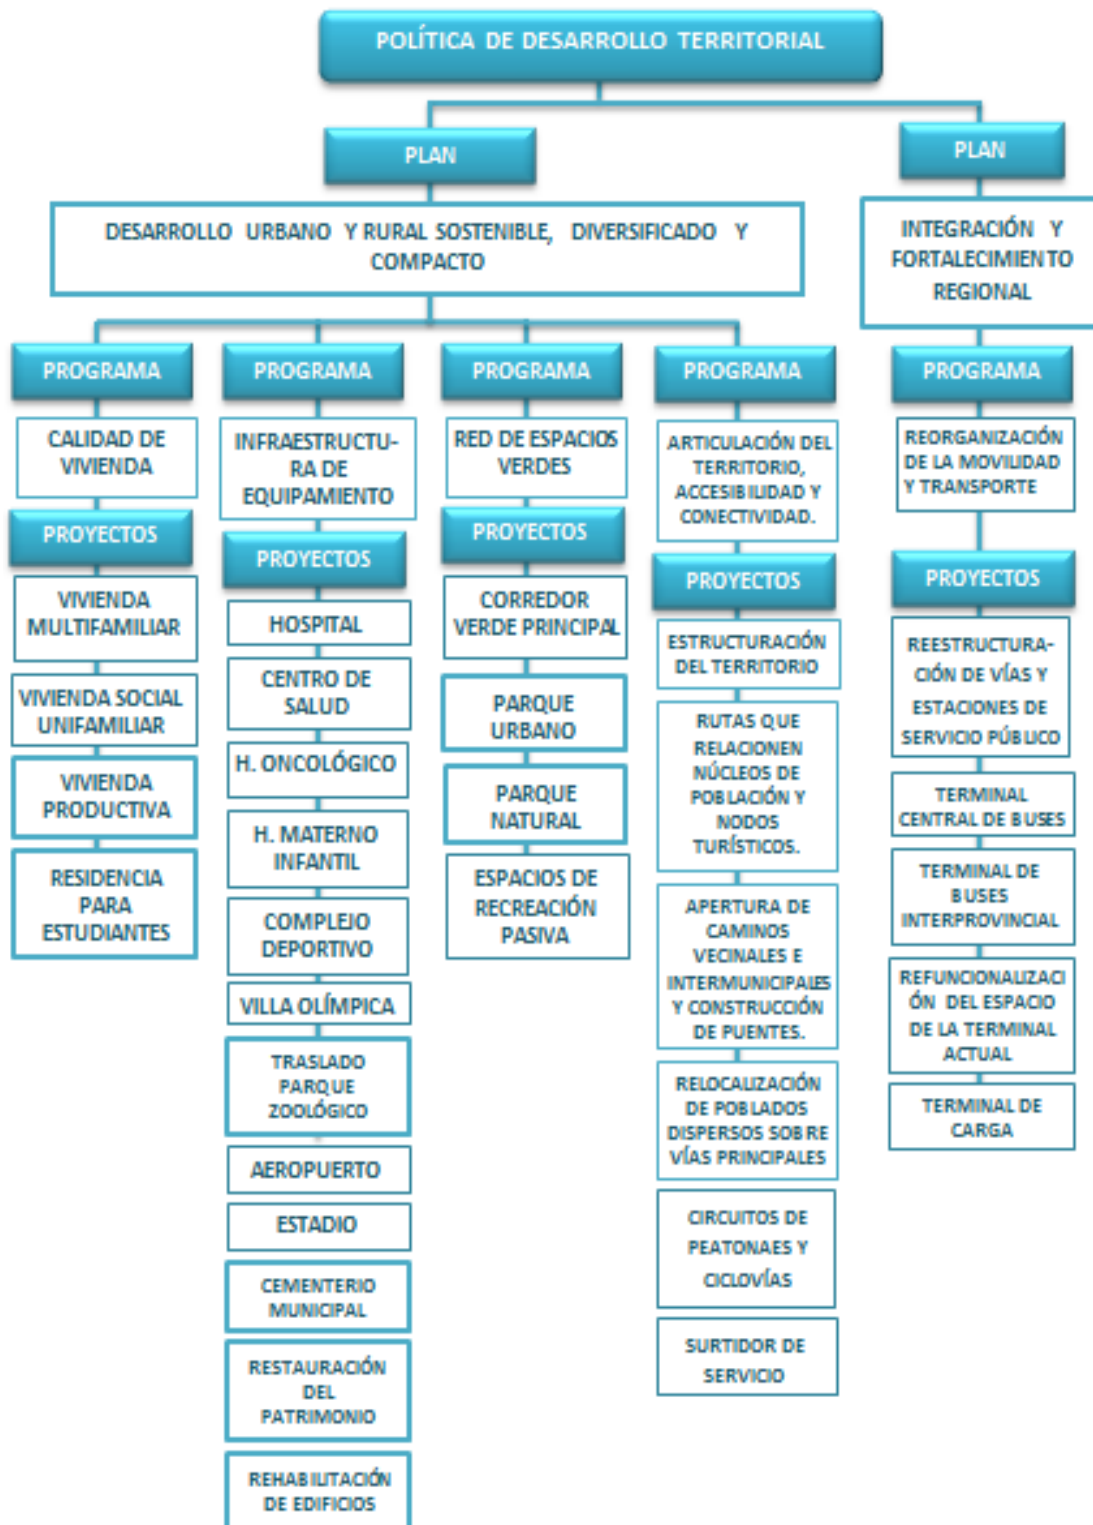 POLÍTICA DE DESARROLLO TERRITORIAL
PLAN
DESARROLLO URBANO Y RURAL SOSTENIBLE, DIVERSIFICADO Y
COMPACTO
PROGRAMA
CALIDAD DE
VIVIENDA
PROYECTOS
VIVIENDA
MULTIFAMILIAR
VIVIENDA SOCIAL
UNIFAMILIAR
VIVIENDA
PRODUCTIVA
RESIDENCIA
PARA
ESTUDIANTES
PROGRAMA
INFRAESTRUCTU-
RA DE
EQUIPAMIENTO
PROYECTOS
HOSPITAL
CENTRO DE
SALUD
H. ONCOLÓGICO
H. MATERNO
INFANTIL
COMPLEJO
DEPORTIVO
VILLA OLÍMPICA
TRASLADO
PARQUE
ZOOLÓGICO
AEROPUERTO
ESTADIO
CEMENTERIO
MUNICIPAL
RESTAURACIÓN
DEL
PATRIMONIO
REHABILITACIÓN
DE EDIFICIOS
PROGRAMA
RED DE ESPACIOS
VERDES
PROYECTOS
CORREDOR
VERDE PRINCIPAL
PARQUE
URBANO
PARQUE
NATURAL
ESPACIOS DE
RECREACIÓN
PASIVA
PROGRAMA
ARTICULACIÓN DEL
TERRITORIO,
ACCESIBILIDAD Y
CONECTIVIDAD.
PROYECTOS
ESTRUCTURACIÓN
DEL TERRITORIO
RUTAS QUE
RELACIONEN
NÚCLEOS DE
POBLACIÓN Y
NODOS
TURÍSTICOS.
APERTURA DE
CAMINOS
VECINALES E
INTERMUNICIPALES
Y CONSTRUCCIÓN
DE PUENTES.
RELOCALIZACIÓN
DE POBLADOS
DISPERSOS SOBRE
VÍAS PRINCIPALES
CIRCUITOS DE
PEATONAES Y
CICLOVÍAS
SURTIDOR DE
SERVICIO
PLAN
INTEGRACIÓN Y
FORTALECIMIENTO
REGIONAL
PROGRAMA
REORGANIZACIÓN
DE LA MOVILIDAD
Y TRANSPORTE
PROYECTOS
REESTRUCTURA-
CIÓN DE VÍAS Y
ESTACIONES DE
SERVICIO PÚBLICO
TERMINAL
CENTRAL DE BUSES
TERMINAL DE
BUSES
INTERPROVINCIAL
REFUNCIONALIZACI
ÓN DEL ESPACIO
DE LA TERMINAL
ACTUAL
TERMINAL DE
CARGA